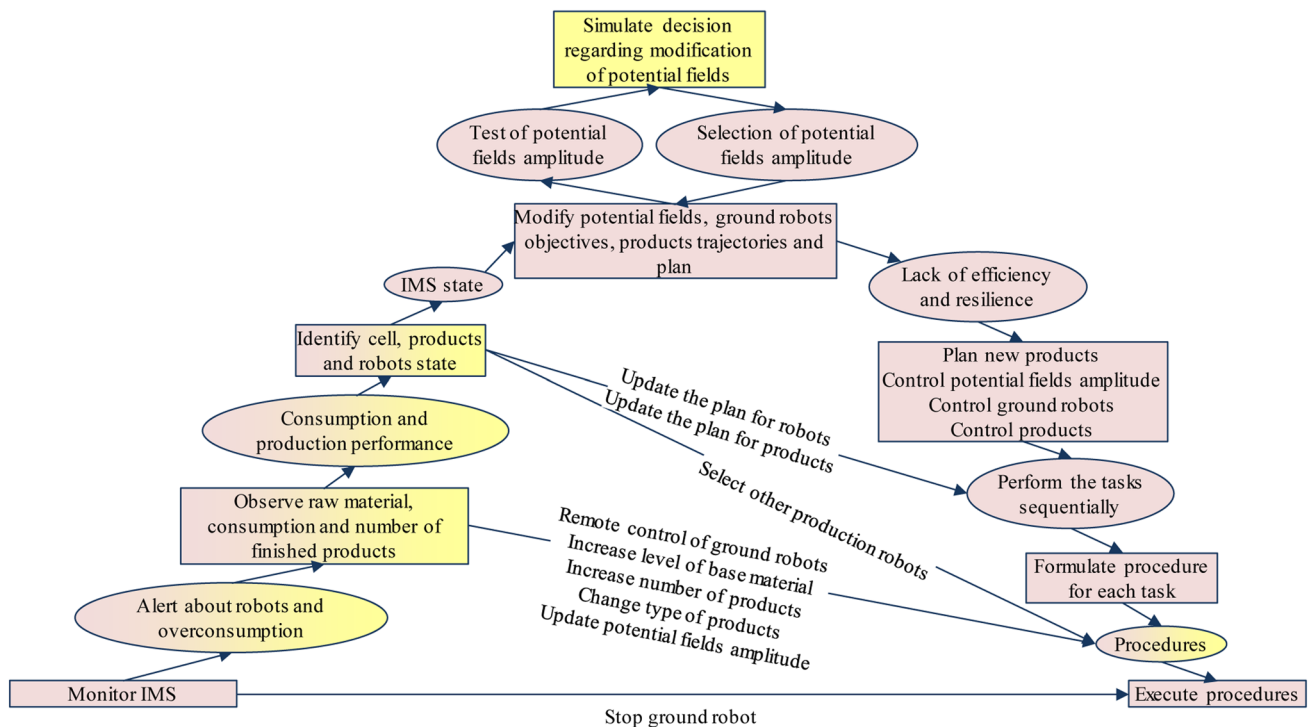 Simulate decision
regarding modification
of potential fields
Test of potential
fields amplitude
Selection of potential
fields amplitude
Modify potential fields, ground robots
objectives, products trajectories and
plan
IMS state
Lack of efficiency
and resilience
Identify cell, products
and robots state
Plan new products
Control potential fields amplitude
Control ground robots
Control products
Update the plan for robots
Update the plan for products
Consumption and
production performance
Select other production robots
Perform the tasks
sequentially
Observe raw material,
consumption and number of
finished products
Remote control of ground robots
Increase level of base material
Increase number of products
Change type of products
Update potential fields amplitude
Formulate procedure
for each task
Alert about robots and
overconsumption
Procedures
Monitor IMS
Execute procedures
Stop ground robot